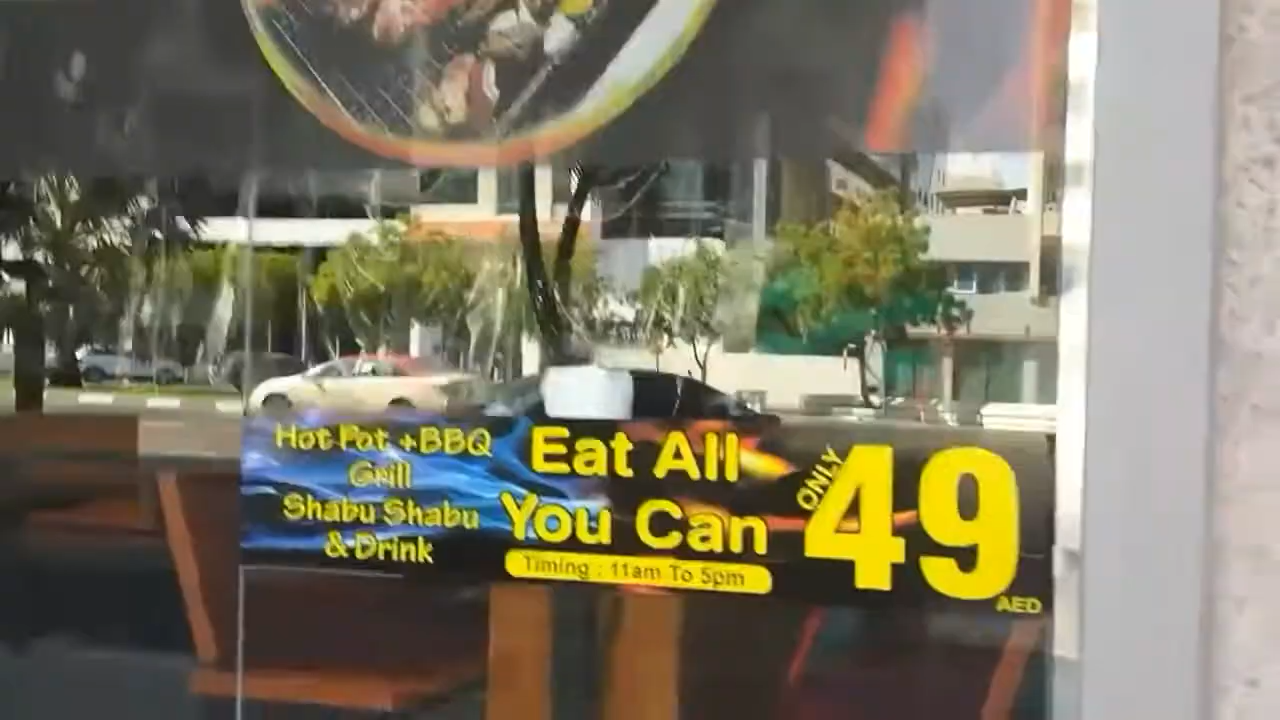 Hot Pot +BBQ
Grill
Shabu Shabu
& Drink
Eat All
You Can
Timing : 11am To 5pm
ONLY
49
AED